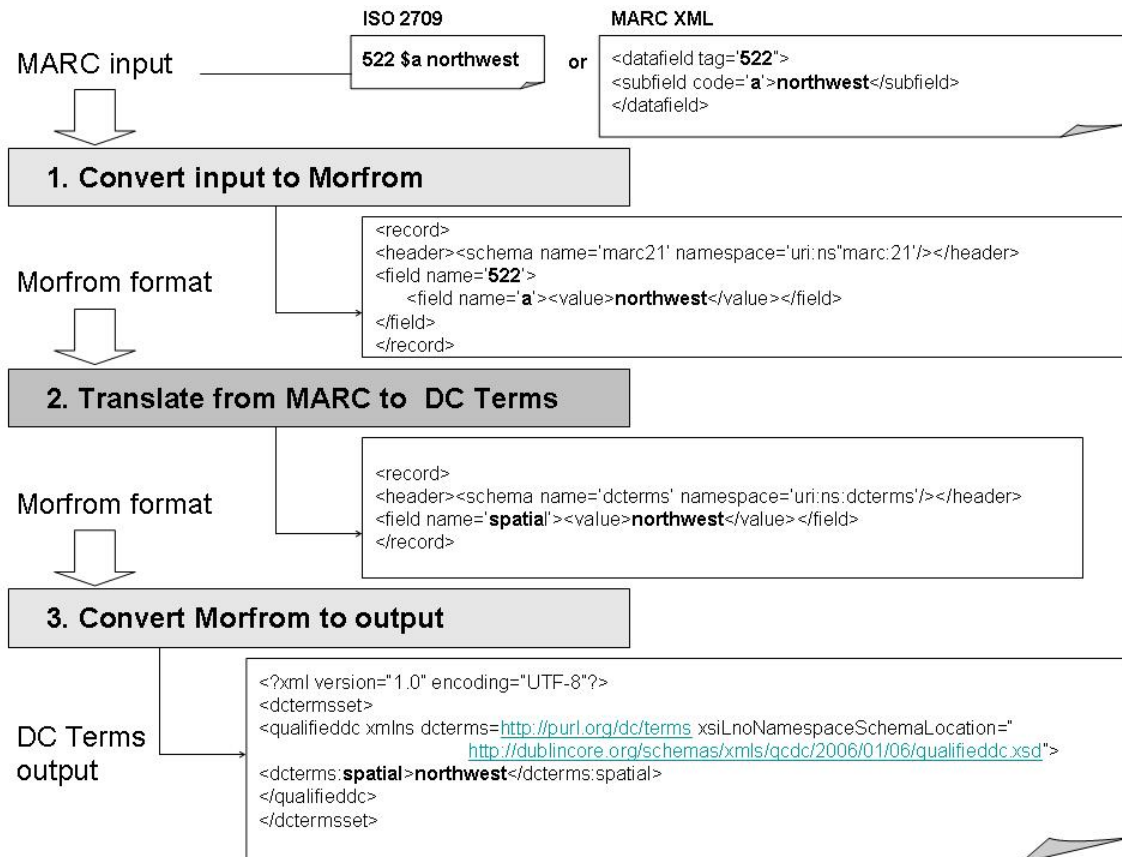 ISO 2709
MARC XML
MARC input
522 $a northwest
or
<datafield tag='522">
<subfield code='a'>northwest</subfield>
</datafield>
1. Convert input to Morfrom
Morfrom format
<record>
<header><schema name='marc21' namespace='uri:ns"marc:21'/></header>
<field name='522'>
<field name='a'><value>northwest</value></field>
</field>
</record>
2. Translate from MARC to DC Terms
Morfrom format
<record>
<header><schema name='dcterms' namespace='uri:ns:dcterms'/></header>
<field name='spatial'><value>northwest</value></field>
</record>
3. Convert Morfrom to output
DC Terms
output
<?xml version="1.0" encoding="UTF-8"?>
<dctermsset>
<qualifieddc xmlns dcterms=http://purl.org/dc/terms xsiLnoNamespaceSchemaLocation="
http://dublincore.org/schemas/xmls/qcdc/2006/01/06/qualifieddc.xsd">
<dcterms:spatial>northwest</dcterms:spatial>
</qualifieddc>
</dctermsset>